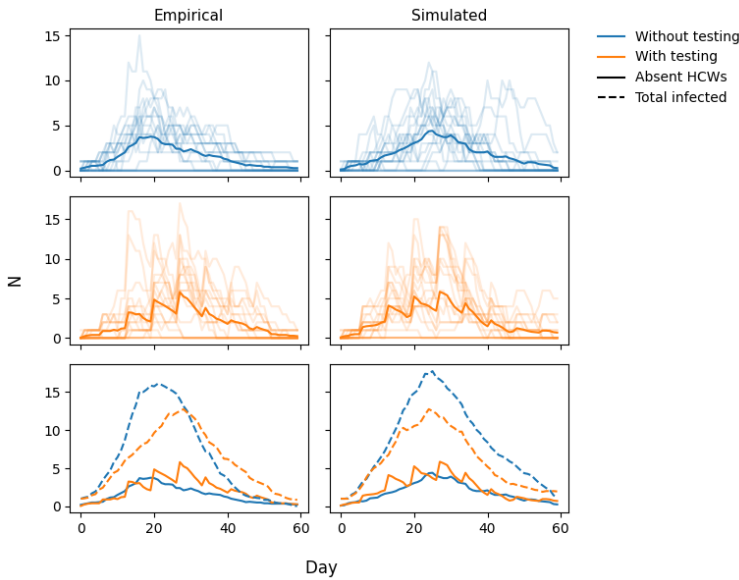 Empirical
Simulated
Without testing
With testing
Absent HCWs
Total infected
15
10
5
0
15
10
5
0
N
15
10
5
0
0
20
40
60
0
20
40
60
Day